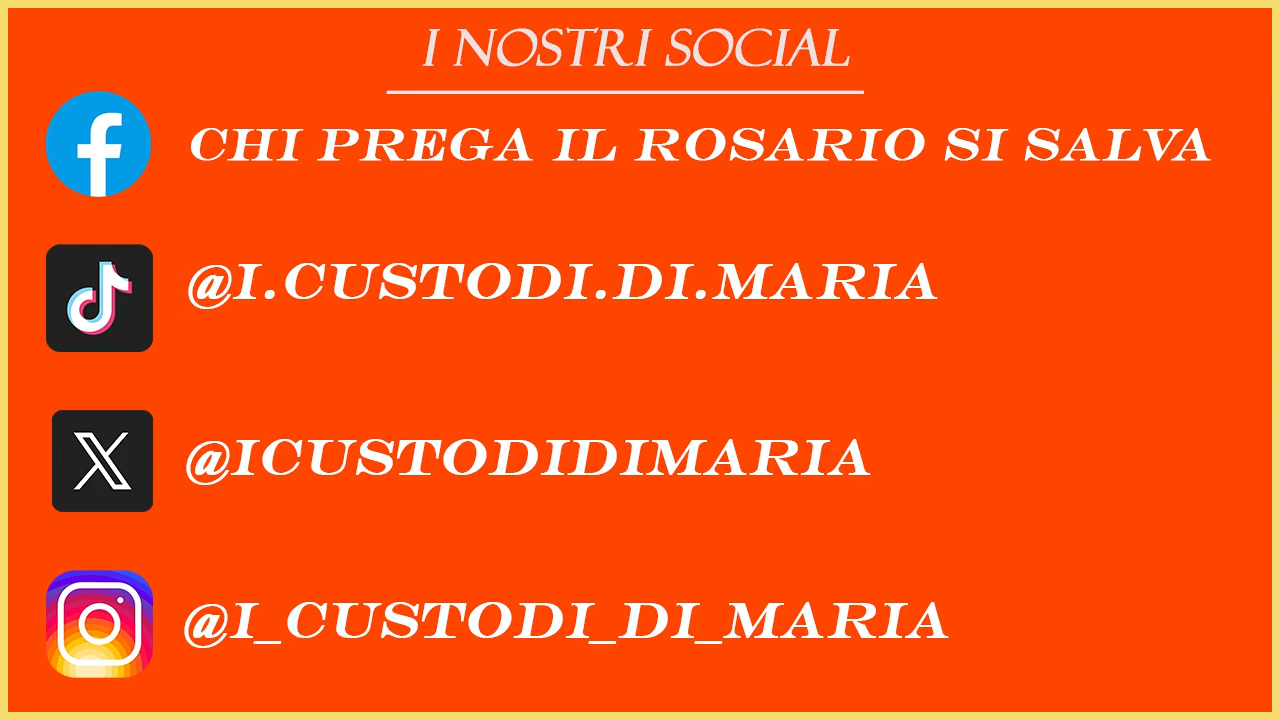 I NOSTRI SOCIAL
CHI PREGA IL ROSARIO SI SALVA
@I.CUSTODI.DI.MARIA
@ICUSTODIDIMARIA
@I_CUSTODI_DI_MARIA